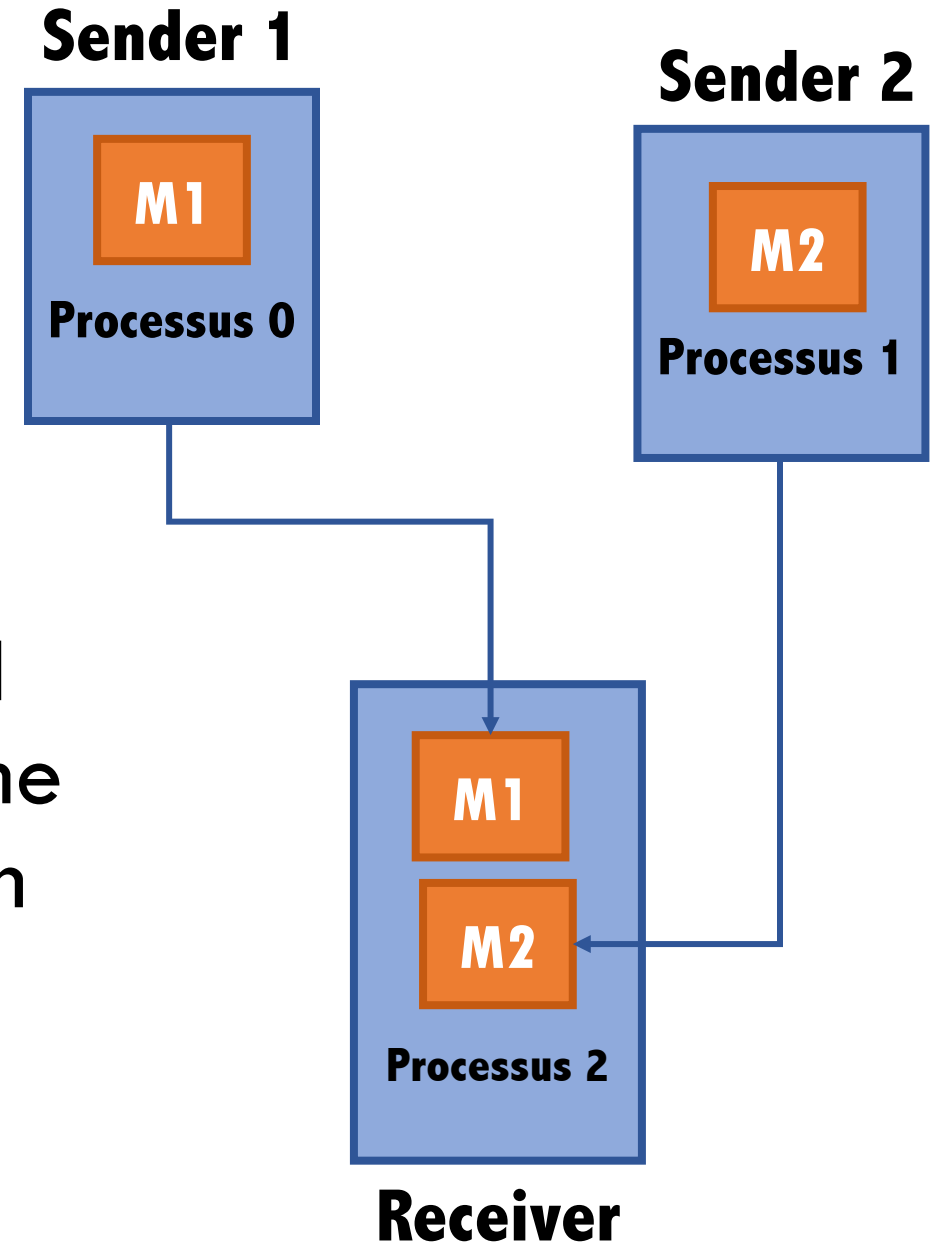 Sender 1
Sender 2
M1
M2
Processus 0
Processus 1
M1
M2
Processus 2
Receiver